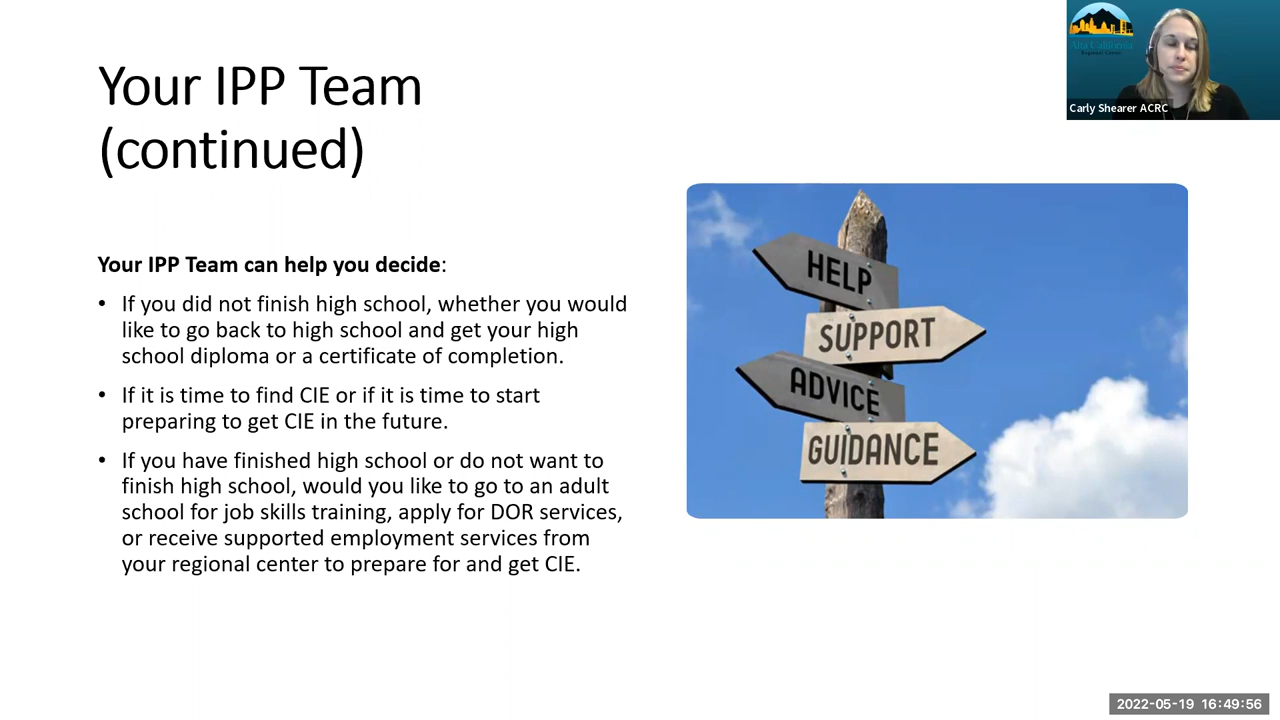 Your IPP Team
(continued)
Your IPP Team can help you decide:
• If you did not finish high school, whether you would
like to go back to high school and get your high
school diploma or a certificate of completion.
• If it is time to find CIE or if it is time to start
preparing to get CIE in the future.
• If you have finished high school or do not want to
finish high school, would you like to go to an adult
school for job skills training, apply for DOR services,
or receive supported employment services from
your regional center to prepare for and get CIE.
HELP
SUPPORT
ADVICE
GUIDANCE
Alta California
Regional Center
Carly Shearer ACRC
2022-05-19 16:49:56